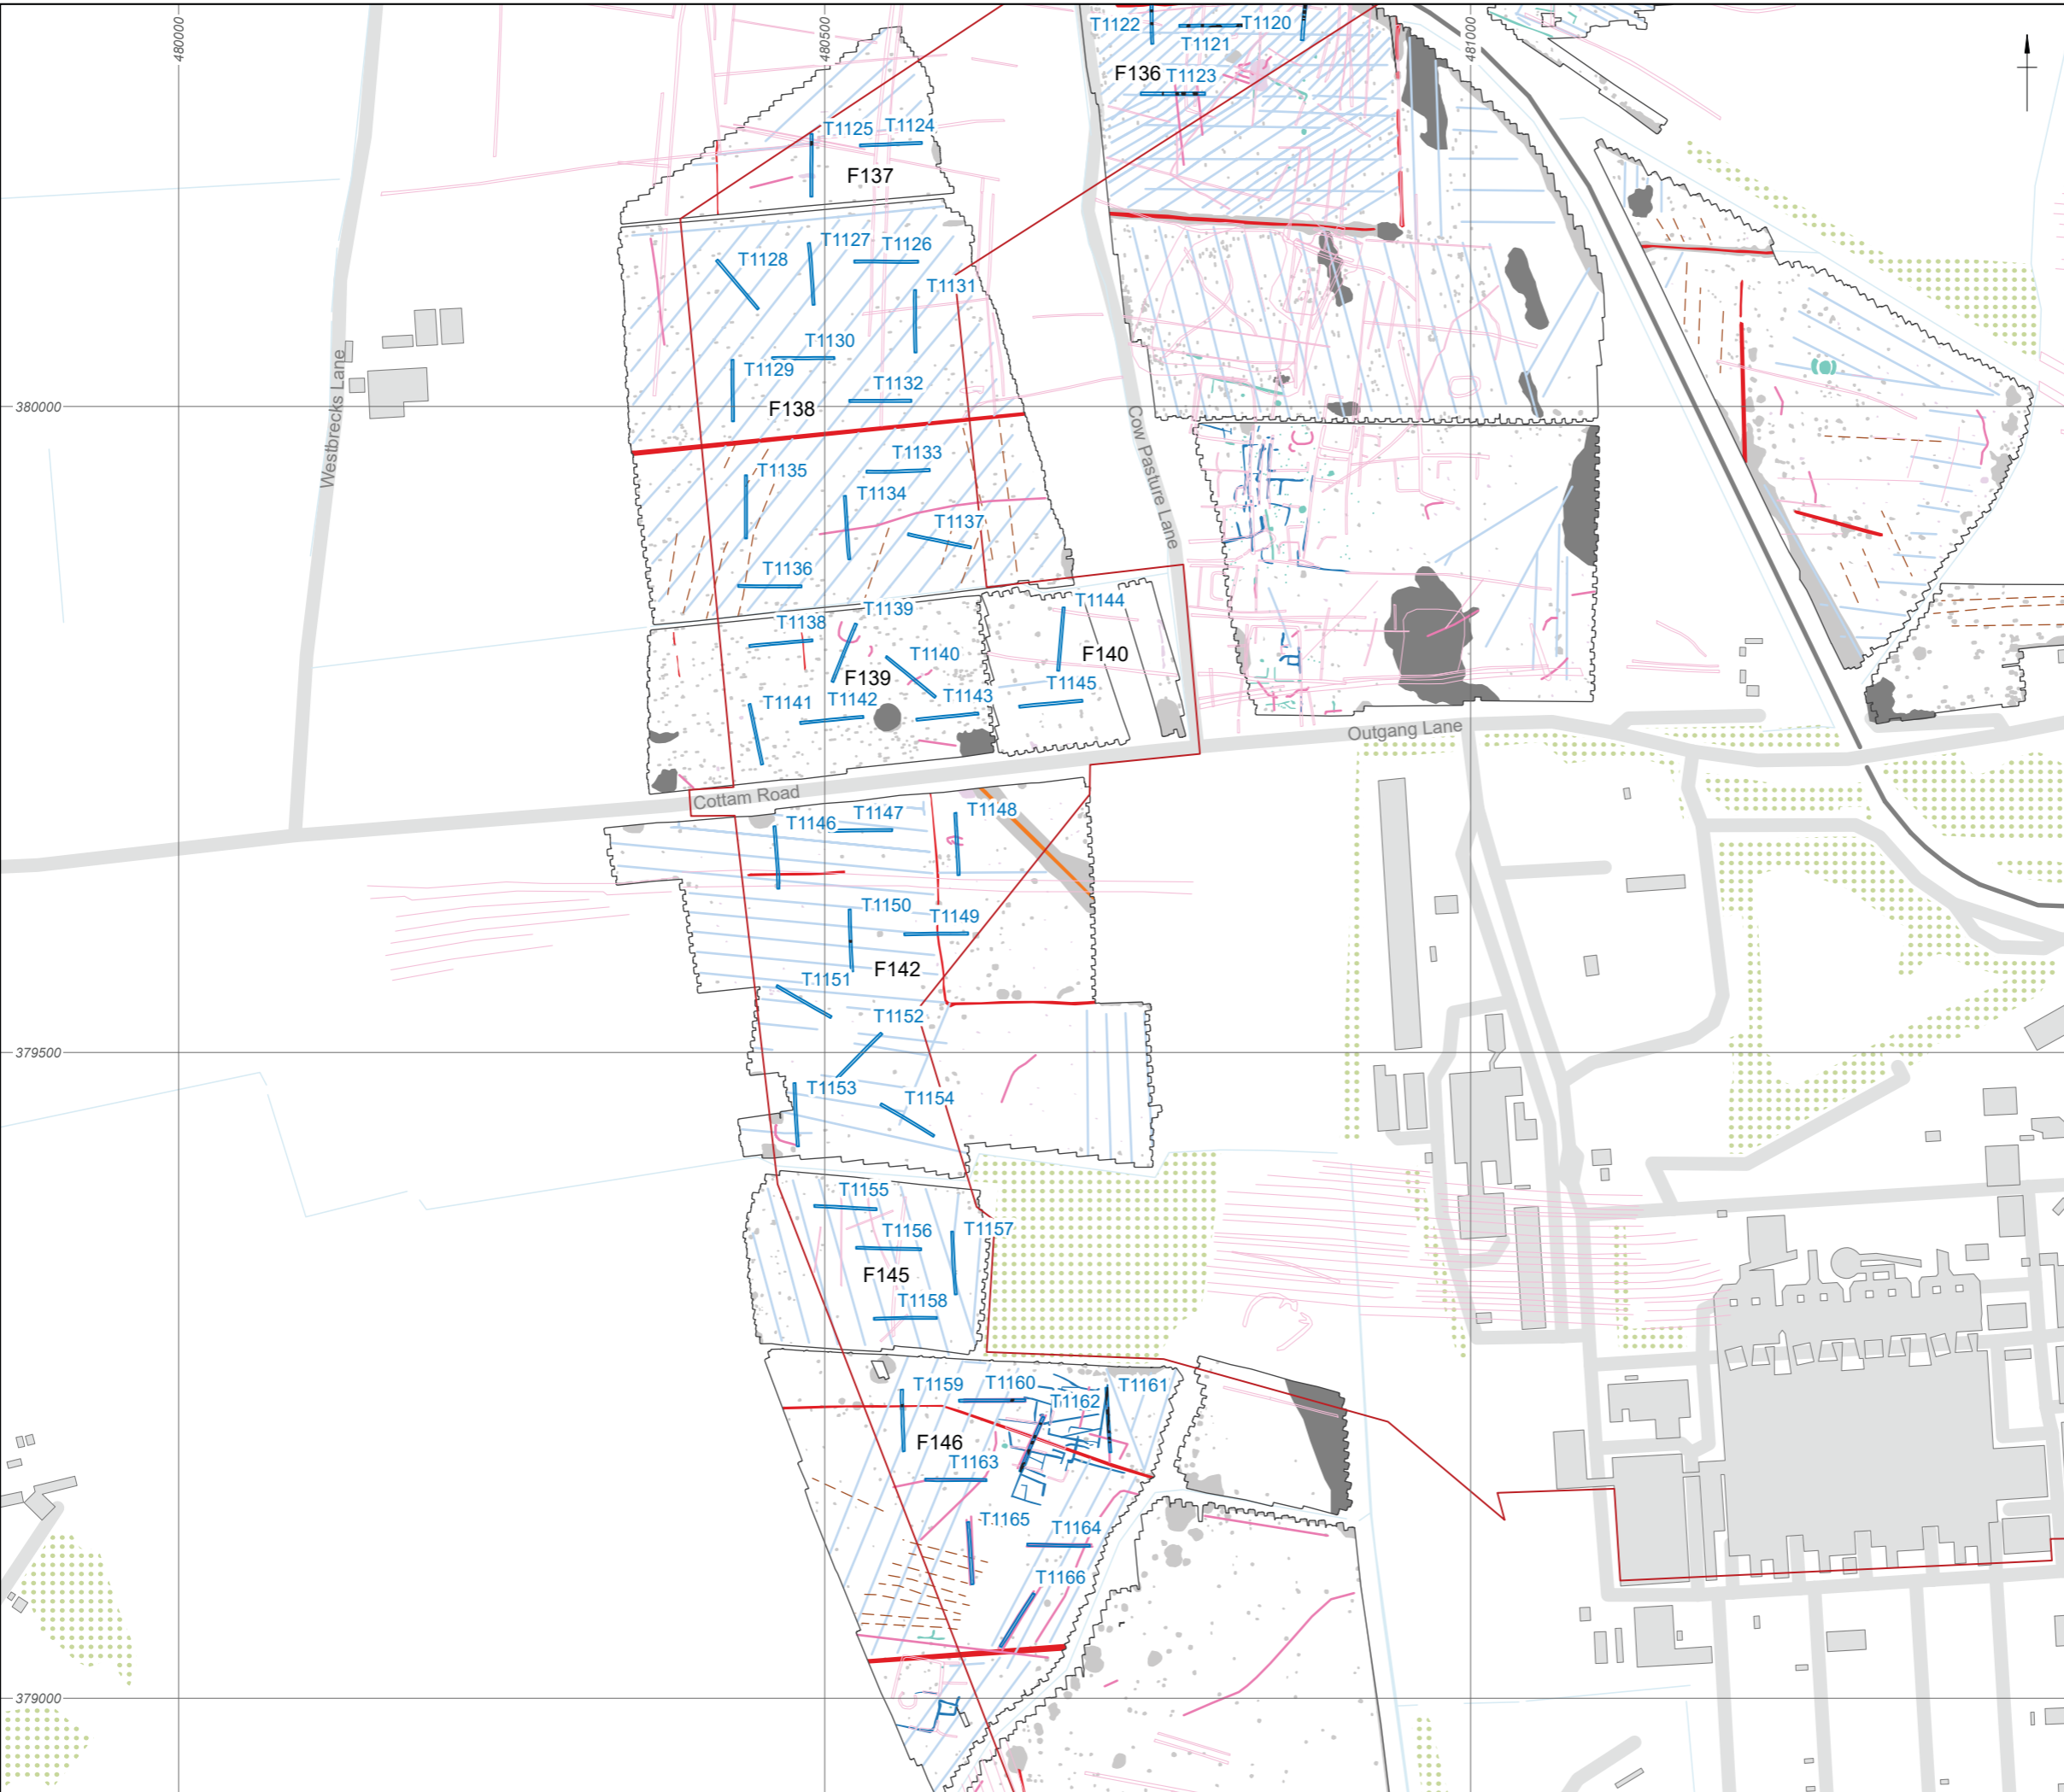 480000
480500
481000
T1122
T1120
T1121
F136
T1123
T1125
T1124
F137
T1127
T1126
T1128
T1131
T1130
T1129
T1132
380000
F138
Westbrecks Lane
Cow Pasture Lane
T1133
T1135
T1134
T1137
T1136
T1139
T1144
T1138
T1140
F140
F139
T1141
T1142
T1143
T1145
Outgang Lane
Cottam Road
T1146
T1147
T1148
T1150
T1149
F142
T1151
T1152
379500
T1153
T1154
T1155
T1156
T1157
F145
T1158
T1159
T1160
T1161
T1162
F146
T1163
T1165
T1164
T1166
379000